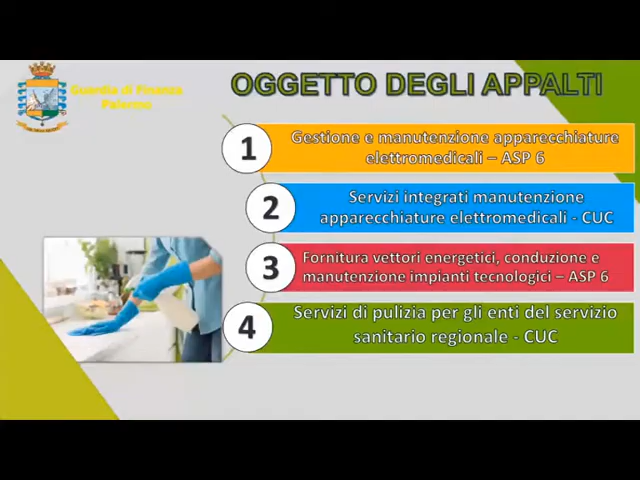 Guardia di Finanza
Palermo
OGGETTO DEGLI APPALTI
1
Gestione e manutenzione apparecchiature
elettromedicali – ASP 6
2
Servizi integrati manutenzione
apparecchiature elettromedicali - CUC
3
Fornitura vettori energetici, conduzione e
manutenzione impianti tecnologici – ASP 6
4
Servizi di pulizia per gli enti del servizio
sanitario regionale - CUC